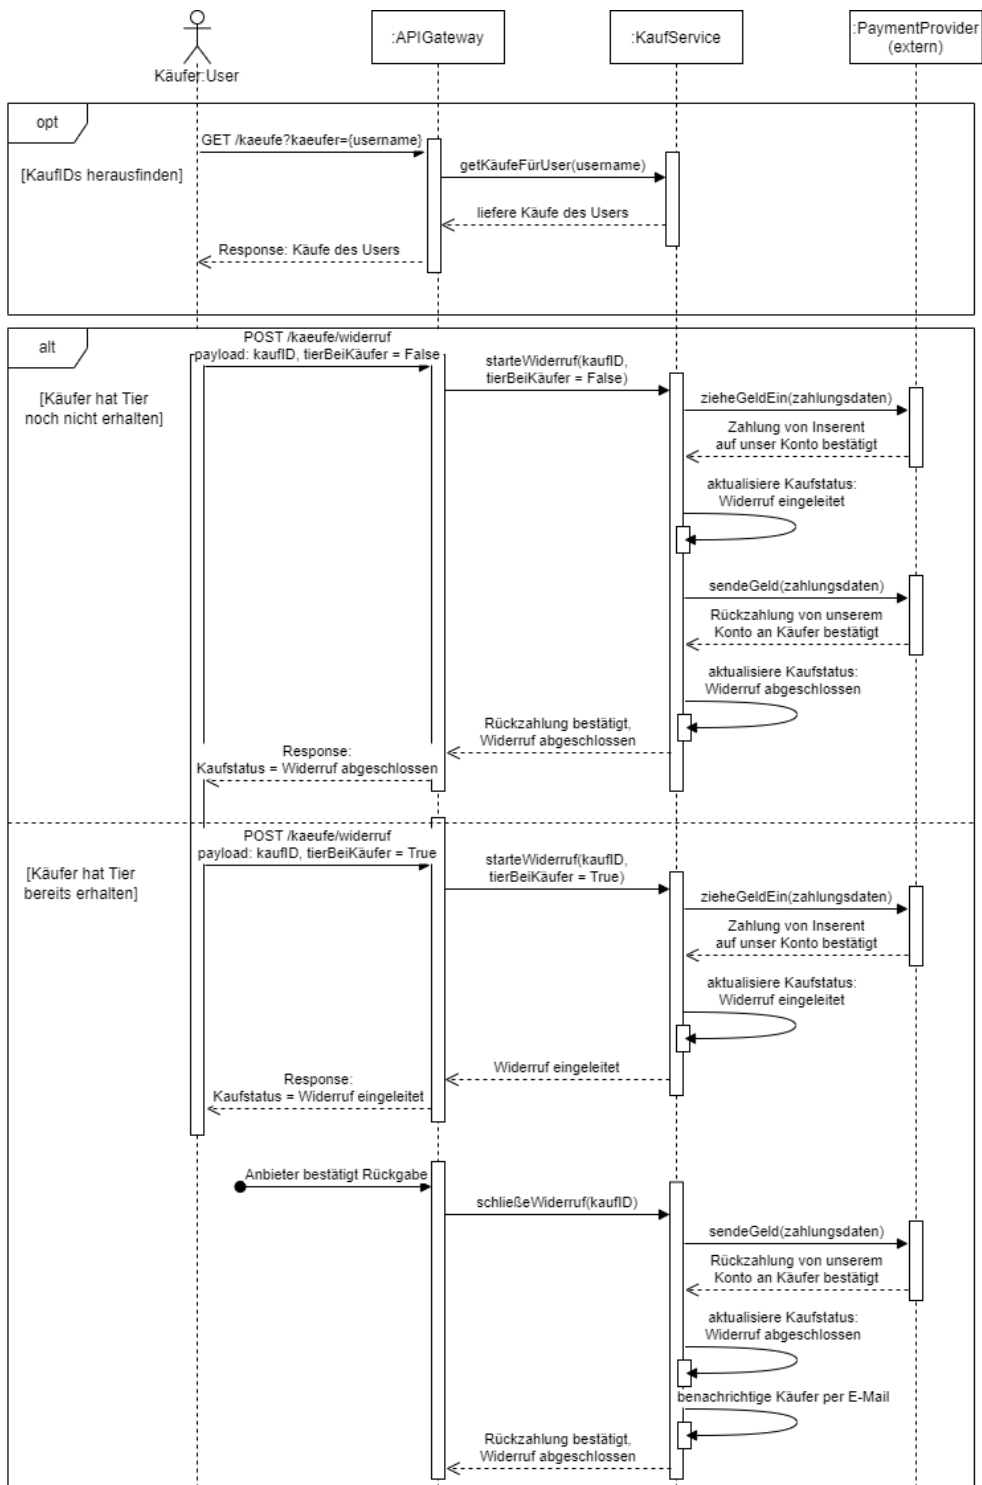 Käufer:User
:APIGateway
:KaufService
:PaymentProvider
(extern)
opt
[KaufIDs herausfinden]
GET /kaeufe?kaeufer={username}
getKäufeFürUser(username)
liefere Käufe des Users
Response: Käufe des Users
alt
[Käufer hat Tier
noch nicht erhalten]
POST /kaeufe/widerruf
payload: kaufID, tierBeiKäufer = False
starteWiderruf(kaufID,
tierBeiKäufer = False)
zieheGeldEin(zahlungsdaten)
Zahlung von Inserent
auf unser Konto bestätigt
aktualisiere Kaufstatus:
Widerruf eingeleitet
sendeGeld(zahlungsdaten)
Rückzahlung von unserem
Konto an Käufer bestätigt
aktualisiere Kaufstatus:
Widerruf abgeschlossen
Rückzahlung bestätigt,
Widerruf abgeschlossen
Response:
Kaufstatus = Widerruf abgeschlossen
[Käufer hat Tier
bereits erhalten]
POST /kaeufe/widerruf
payload: kaufID, tierBeiKäufer = True
starteWiderruf(kaufID,
tierBeiKäufer = True)
zieheGeldEin(zahlungsdaten)
Zahlung von Inserent
auf unser Konto bestätigt
aktualisiere Kaufstatus:
Widerruf eingeleitet
Widerruf eingeleitet
Response:
Kaufstatus = Widerruf eingeleitet
Anbieter bestätigt Rückgabe
schließeWiderruf(kaufID)
sendeGeld(zahlungsdaten)
Rückzahlung von unserem
Konto an Käufer bestätigt
aktualisiere Kaufstatus:
Widerruf abgeschlossen
benachrichtige Käufer per E-Mail
Rückzahlung bestätigt,
Widerruf abgeschlossen